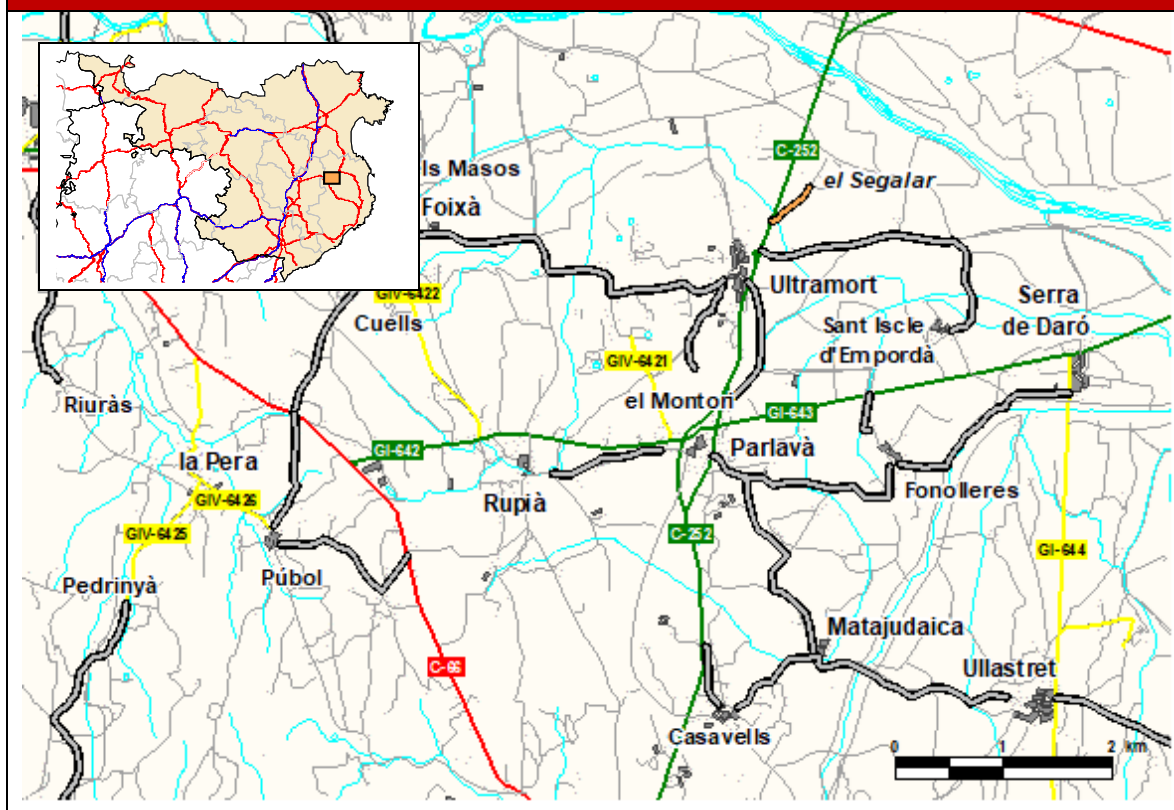 C-252
el Segalar
ls Masos
Foixà
Ultramort
GIV-6422
Serra
de Daró
Cuells
Sant Iscle
d'Empordà
GIV-6421
Riuràs
el Montori
GI-643
la Pera
GI-642
Parlavà
GIV-6426
Rupià
Fonolleres
GIV-6425
C-252
GI-644
Pedrinyà
Púbol
Matajudaica
C-66
Ullastret
Casavells
0 1 2 km